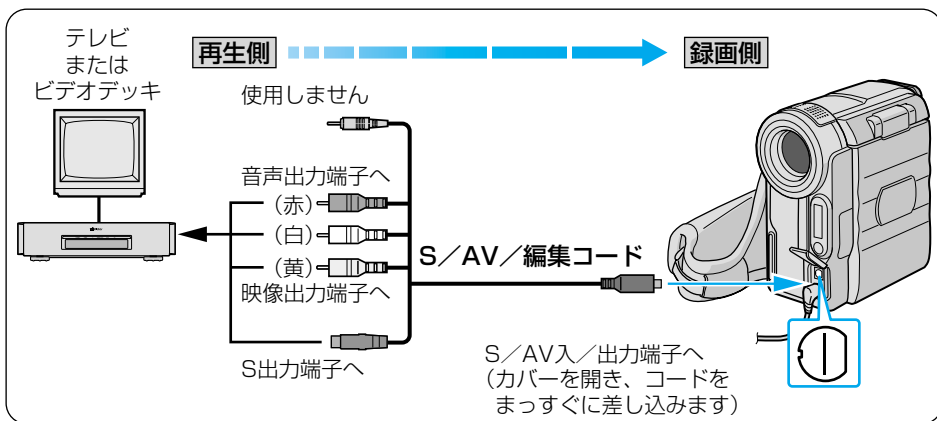 テレビ
または
ビデオデッキ
再生側
録画側
使用しません
音声出力端子へ
（赤）
（白）
（黄）
映像出力端子へ
S出力端子へ
S／AV／編集コード
S／AV入／出力端子へ
（カバーを開き、コードを
まっすぐに差し込みます）